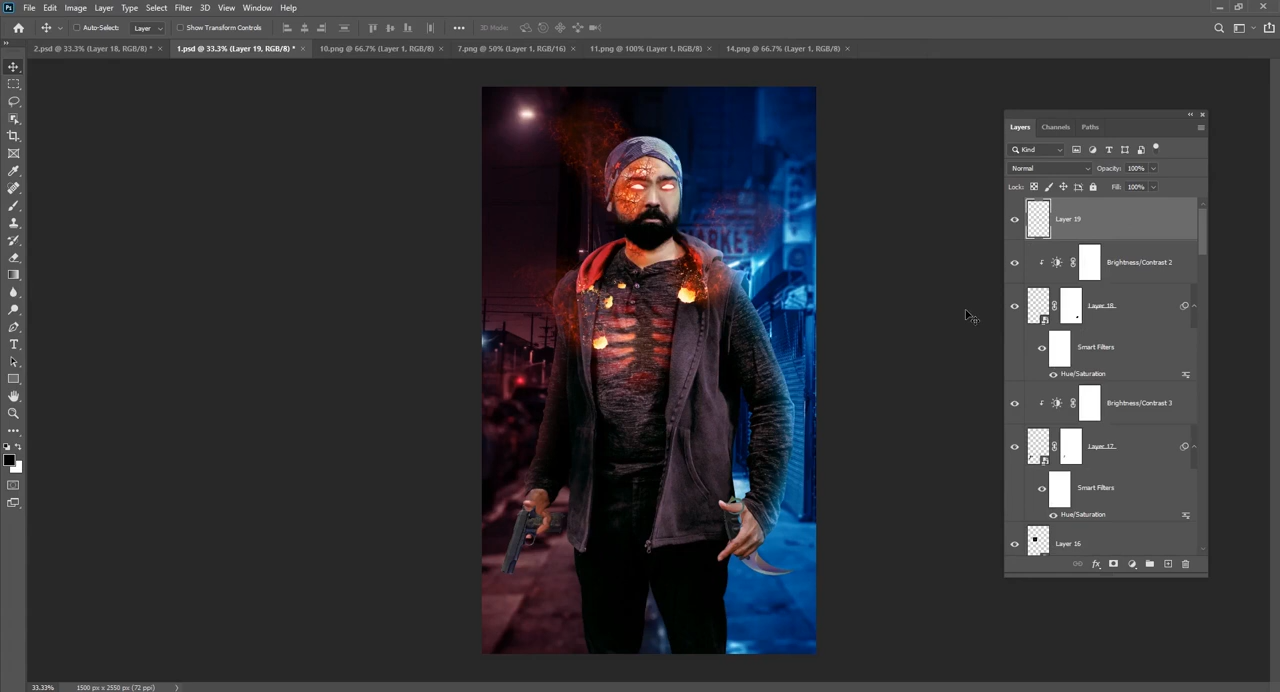 Ps File Edit Image Layer Type Select Filter 3D View Window Help
Auto-Select: Layer Show Transform Controls 3D Mode:
2.psd @ 33.3% (Layer 18, RGB/8) * × 1.psd @ 33.3% (Layer 19, RGB/8) * × 10.png @ 66.7% (Layer 1, RGB/8) × 7.png @ 50% (Layer 1, RGB/16) × 11.png @ 100% (Layer 1, RGB/8) × 14.png @ 66.7% (Layer 1, RGB/8) ×
Layers Channels Paths
Kind
Normal Opacity: 100%
Lock: Fill: 100%
Layer 19
Brightness/Contrast 2
Layer 18
Smart Filters
Hue/Saturation
Brightness/Contrast 3
Layer 17
Smart Filters
Hue/Saturation
Layer 16
33.33% 1500 px x 2550 px (72 ppi)